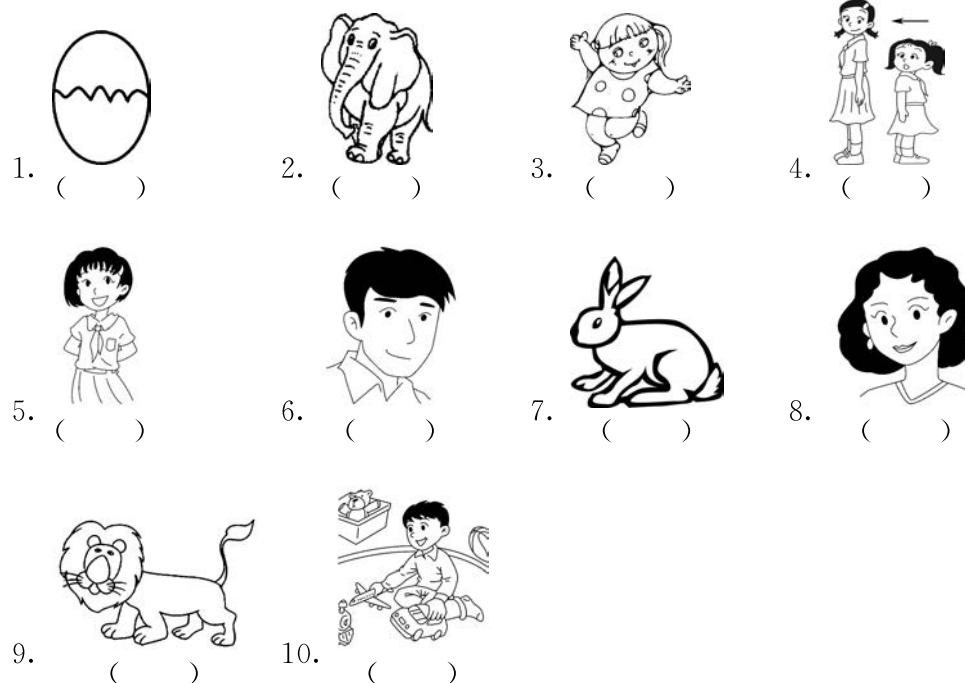 1. 2. 3. 4.
( ) ( ) ( ) ( )
5. 6. 7. 8.
( ) ( ) ( ) ( )
9. 10.
( ) ( )